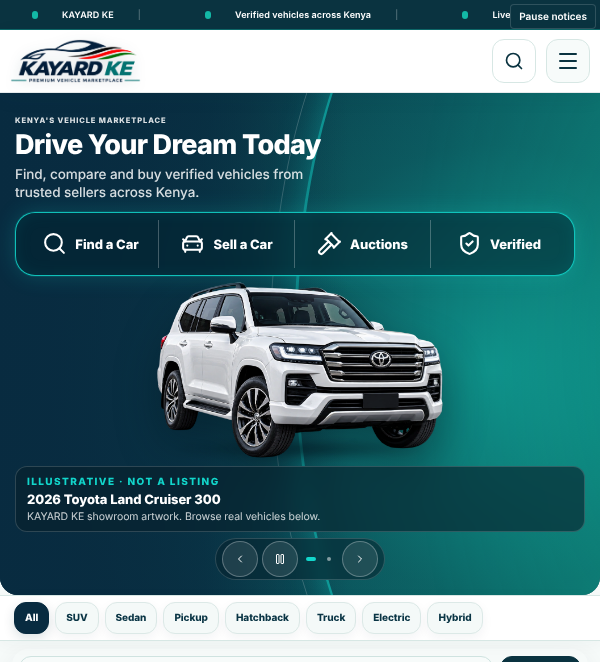 KAYARD KE
Verified vehicles across Kenya
Live
Pause notices
KAYARD KE
PREMIUM VEHICLE MARKETPLACE
KENYA'S VEHICLE MARKETPLACE
Drive Your Dream Today
Find, compare and buy verified vehicles from
trusted sellers across Kenya.
Find a Car
Sell a Car
Auctions
Verified
ILLUSTRATIVE · NOT A LISTING
2026 Toyota Land Cruiser 300
KAYARD KE showroom artwork. Browse real vehicles below.
All
SUV
Sedan
Pickup
Hatchback
Truck
Electric
Hybrid